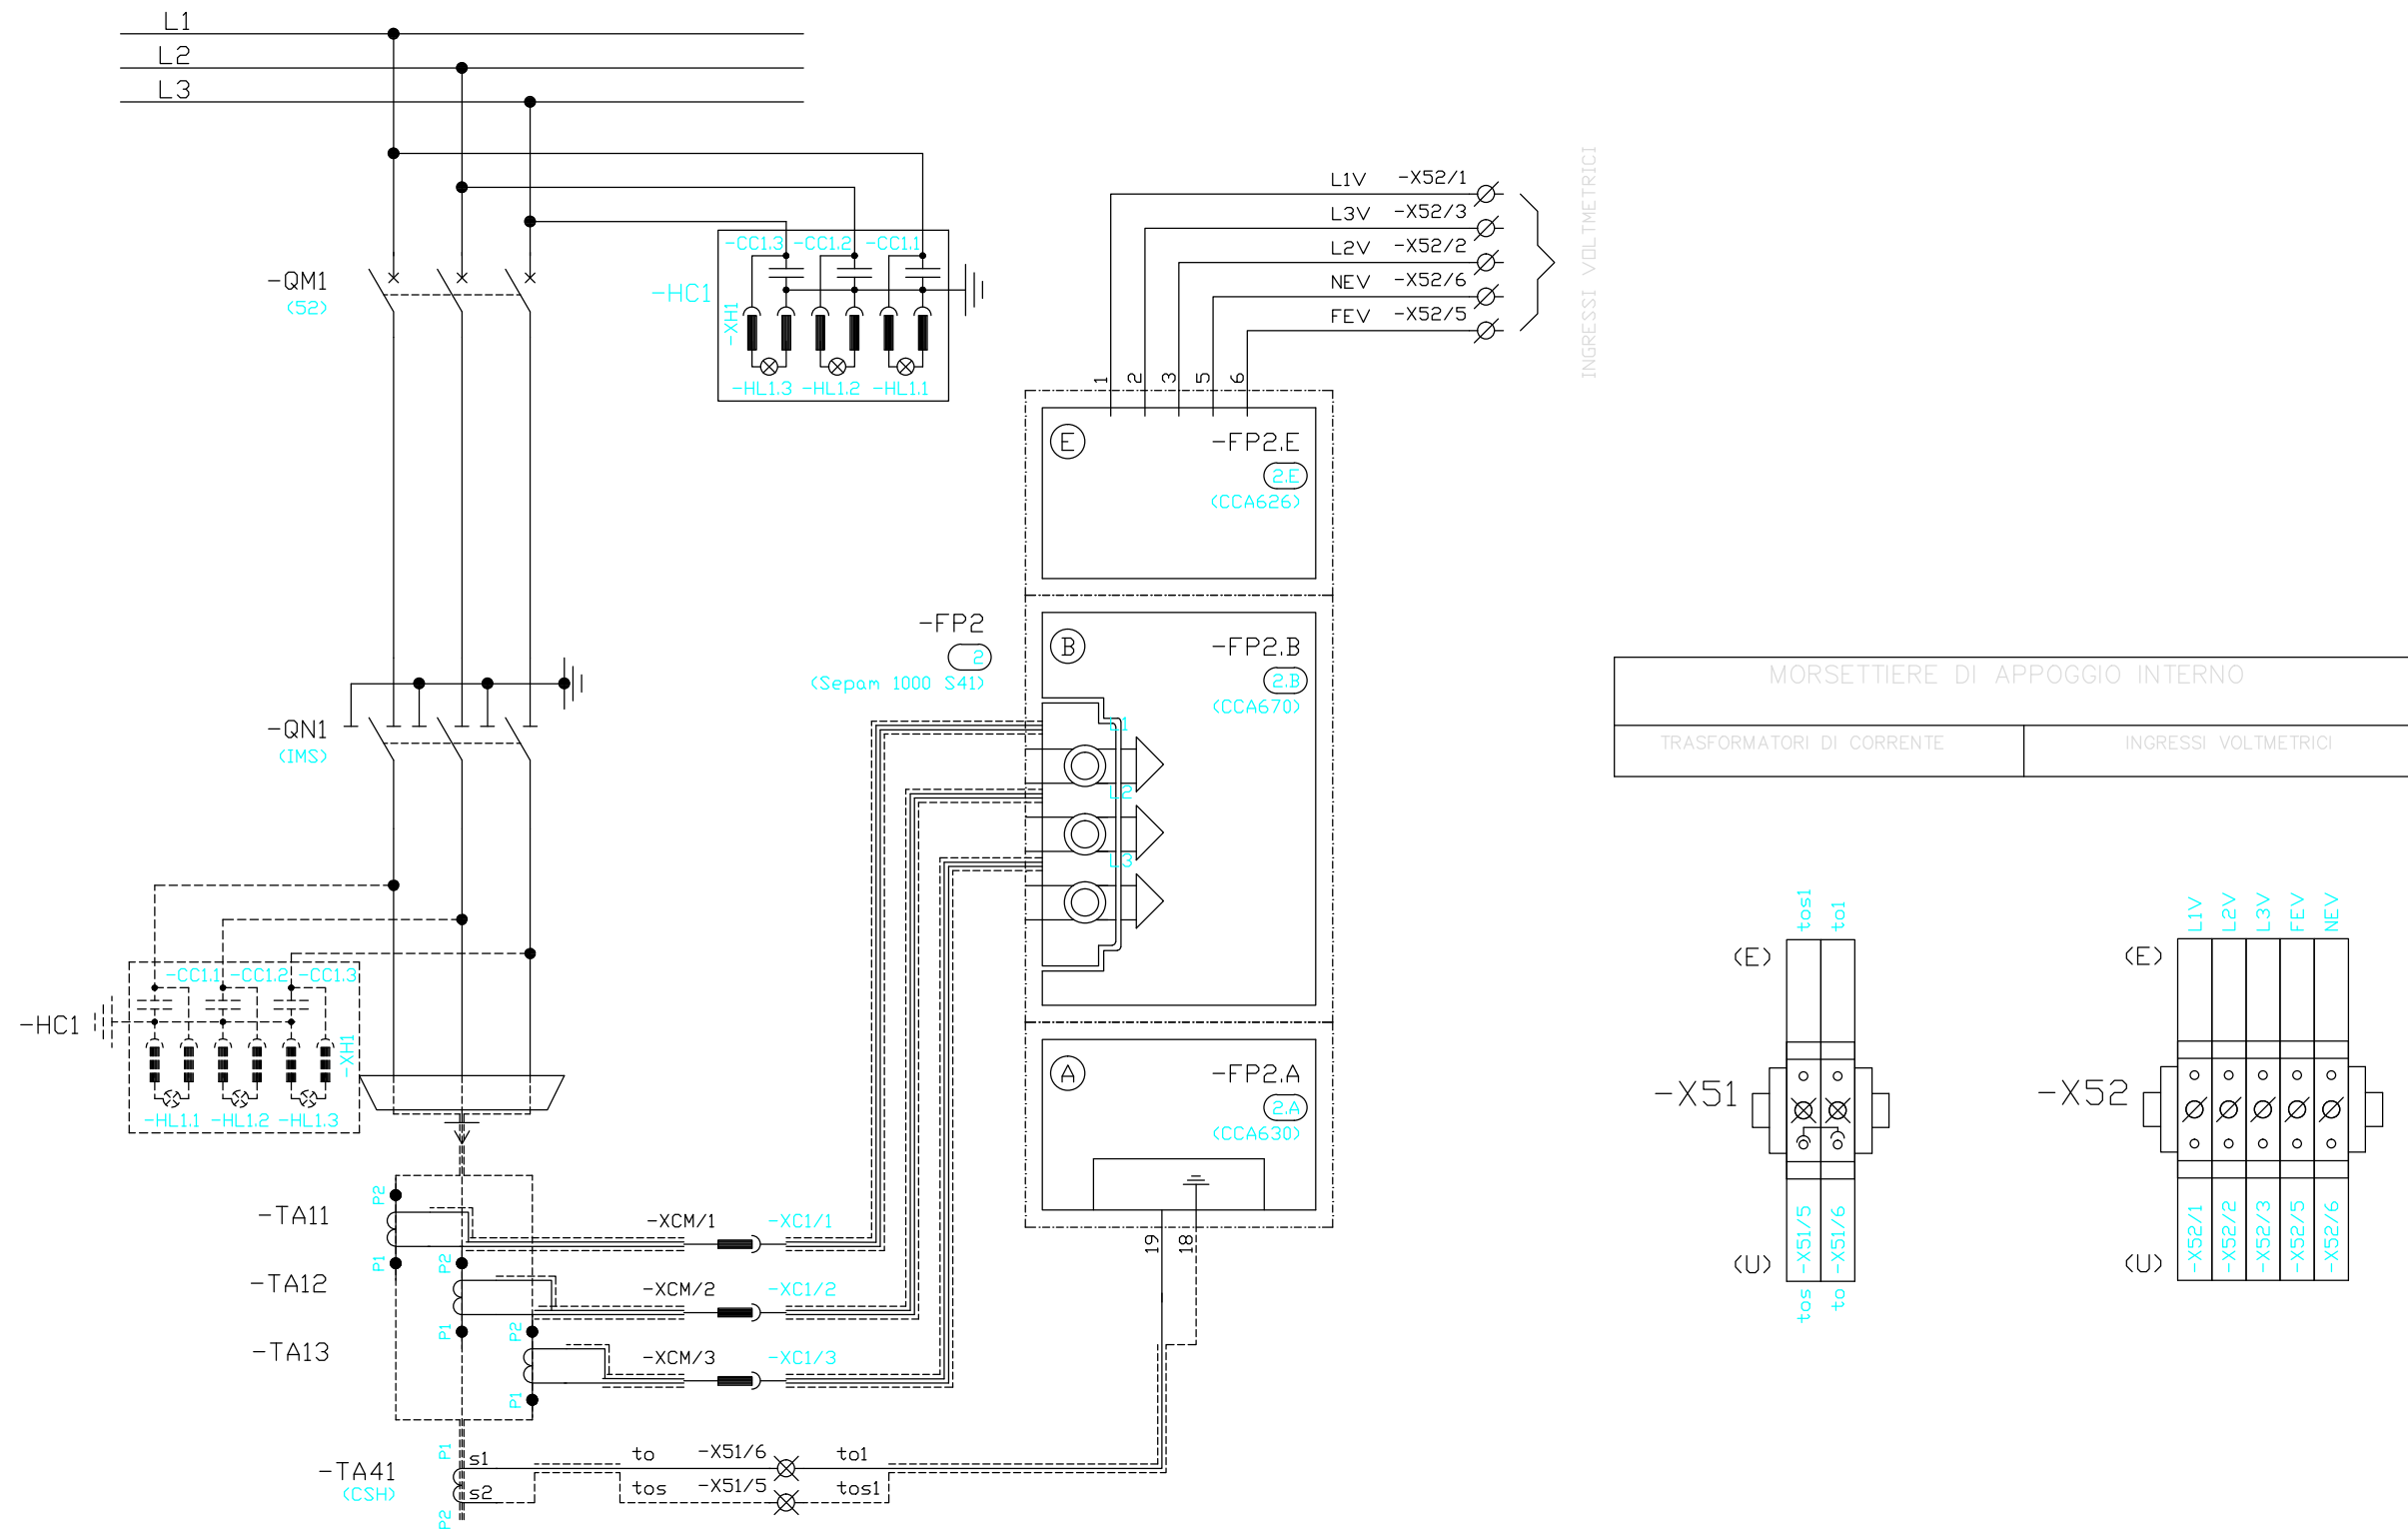 L1
L2
L3
-QM1
(52)
-HC1
-CC1.3 -CC1.2 -CC1.1
-XH1
-HL1.3 -HL1.2 -HL1.1
L1V -X52/1
L3V -X52/3
L2V -X52/2
NEV -X52/6
FEV -X52/5
INGRESSI VOLTMETRICI
1 2 3 5 6
E
-FP2.E
2.E
(CCA626)
-FP2
2
(Sepam 1000 S41)
B
-FP2.B
2.B
(CCA670)
L1
L2
L3
-QN1
(IMS)
MORSETTIERE DI APPOGGIO INTERNO
TRASFORMATORI DI CORRENTE
INGRESSI VOLTMETRICI
-HC1
-CC1.1 -CC1.2 -CC1.3
-XH1
-HL1.1 -HL1.2 -HL1.3
A
-FP2.A
2.A
(CCA630)
19 18
-TA11
P2
P1
-XCM/1 -XC1/1
-TA12
P2
P1
-XCM/2 -XC1/2
-TA13
P2
P1
-XCM/3 -XC1/3
-TA41
(CSH)
P1
P2
s1 to -X51/6 to1
s2 tos -X51/5 tos1
tos1 to1
(E)
-X51
(U)
-X51/5 -X51/6
tos to
L1V L2V L3V FEV NEV
(E)
-X52
(U)
-X52/1 -X52/2 -X52/3 -X52/5 -X52/6